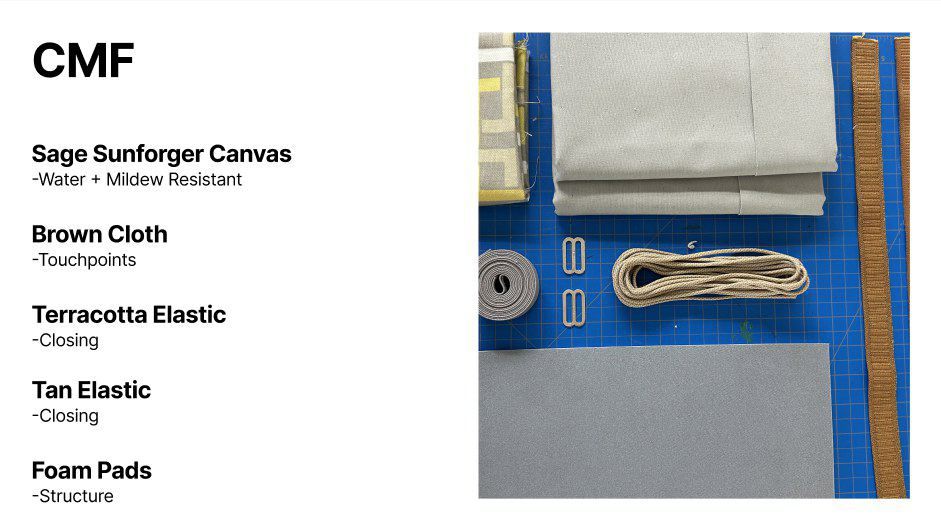 CMF
Sage Sunforger Canvas
-Water + Mildew Resistant
Brown Cloth
-Touchpoints
Terracotta Elastic
-Closing
Tan Elastic
-Closing
Foam Pads
-Structure